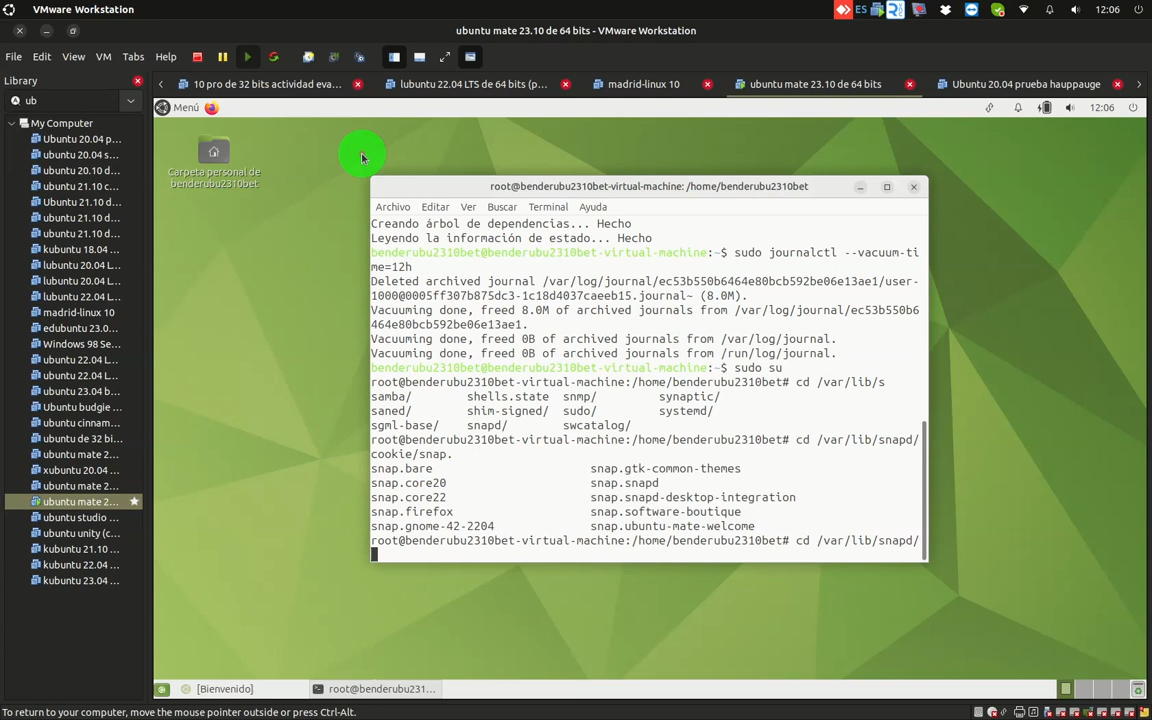 VMware Workstation
ES
12:06
ubuntu mate 23.10 de 64 bits - VMware Workstation
File Edit View VM Tabs Help
Library
10 pro de 32 bits actividad eva...
lubuntu 22.04 LTS de 64 bits (p...
madrid-linux 10
ubuntu mate 23.10 de 64 bits
Ubuntu 20.04 prueba hauppauge
ub
Menú
12:06
My Computer
Ubuntu 20.04 p...
ubuntu 20.04 s...
ubuntu 20.10 d...
ubuntu 21.10 c...
Ubuntu 21.10 d...
ubuntu 21.10 d...
ubuntu 21.10 d...
kubuntu 18.04 ...
lubuntu 20.04 L...
lubuntu 20.04 L...
lubuntu 22.04 L...
madrid-linux 10
edubuntu 23.0...
Windows 98 Se...
ubuntu 22.04 L...
ubuntu 22.04 L...
ubuntu 23.04 b...
Ubuntu budgie ...
ubuntu cinnam...
ubuntu de 32 bi...
ubuntu mate 2...
xubuntu 20.04 ...
ubuntu mate 2...
ubuntu mate 2...
ubuntu studio ...
ubuntu unity (c...
kubuntu 21.10 ...
kubuntu 22.04 ...
kubuntu 23.04 ...
Carpeta personal de
benderubu2310bet
root@benderubu2310bet-virtual-machine: /home/benderubu2310bet
Archivo Editar Ver Buscar Terminal Ayuda
Creando árbol de dependencias... Hecho
Leyendo la información de estado... Hecho
benderubu2310bet@benderubu2310bet-virtual-machine:~$ sudo journalctl --vacuum-ti
me=12h
Deleted archived journal /var/log/journal/ec53b550b6464e80bcb592be06e13ae1/user-
1000@0005ff307b875dc3-1c18d4037caeeb15.journal~ (8.0M).
Vacuuming done, freed 8.0M of archived journals from /var/log/journal/ec53b550b6
464e80bcb592be06e13ae1.
Vacuuming done, freed 0B of archived journals from /var/log/journal.
Vacuuming done, freed 0B of archived journals from /run/log/journal.
benderubu2310bet@benderubu2310bet-virtual-machine:~$ sudo su
root@benderubu2310bet-virtual-machine:/home/benderubu2310bet# cd /var/lib/s
samba/ shells.state snmp/ synaptic/
saned/ shim-signed/ sudo/ systemd/
sgml-base/ snapd/ swcatalog/
root@benderubu2310bet-virtual-machine:/home/benderubu2310bet# cd /var/lib/snapd/
cookie/snap.
snap.bare snap.gtk-common-themes
snap.core20 snap.snapd
snap.core22 snap.snapd-desktop-integration
snap.firefox snap.software-boutique
snap.gnome-42-2204 snap.ubuntu-mate-welcome
root@benderubu2310bet-virtual-machine:/home/benderubu2310bet# cd /var/lib/snapd/
[Bienvenido]
root@benderubu231...
To return to your computer, move the mouse pointer outside or press Ctrl-Alt.